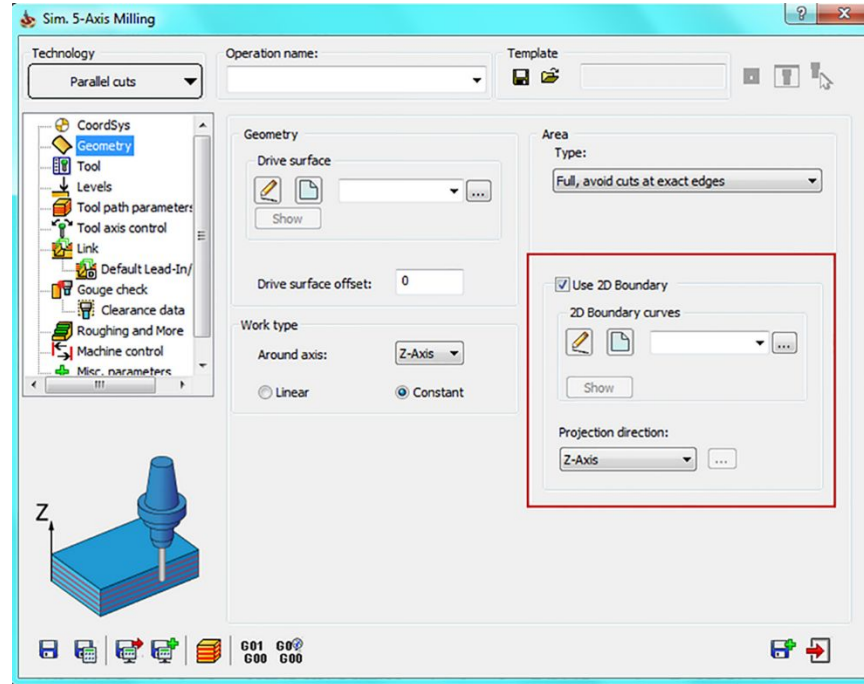 Sim. 5-Axis Milling
Technology
Parallel cuts
Operation name:
Template
CoordSys
Geometry
Tool
Levels
Tool path parameters
Tool axis control
Link
Default Lead-In/
Gouge check
Clearance data
Roughing and More
Machine control
Misc. parameters
Geometry
Drive surface
...
Show
Drive surface offset: 0
Work type
Around axis: Z-Axis
Linear Constant
Area
Type:
Full, avoid cuts at exact edges
Use 2D Boundary
2D Boundary curves
...
Show
Projection direction:
Z-Axis ...
Z
G01 G0
G00 G00